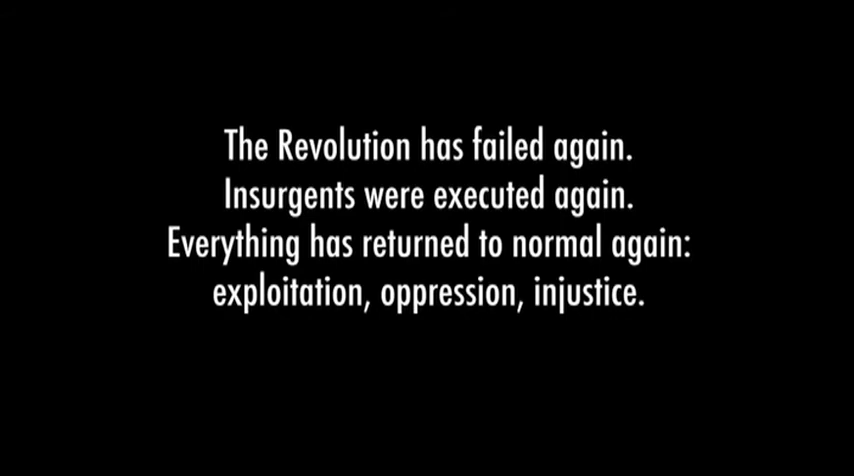 The Revolution has failed again.
Insurgents were executed again.
Everything has returned to normal again:
exploitation, oppression, injustice.